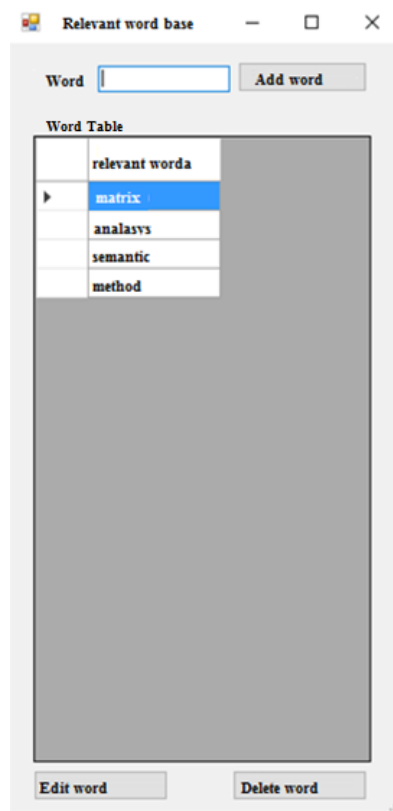 Relevant word base
Word Add word
Word Table
relevant worda
matrix
analasys
semantic
method
Edit word Delete word